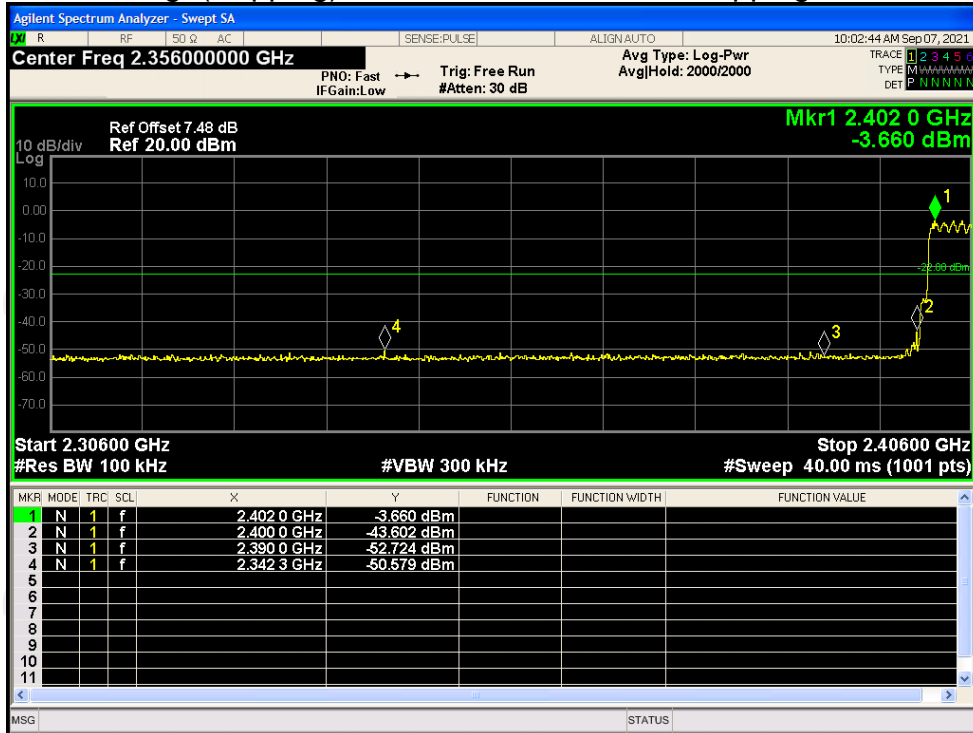 Agilent Spectrum Analyzer - Swept SA
LXI R RF 50 Ω AC SENSE:PULSE ALIGN AUTO 10:02:44 AM Sep 07, 2021
Center Freq 2.356000000 GHz
PNO: Fast
IFGain:Low
Trig: Free Run
#Atten: 30 dB
Avg Type: Log-Pwr
Avg|Hold: 2000/2000
TRACE 1 2 3 4 5 6
TYPE M
DET P N N N N N
10 dB/div
Log
Ref Offset 7.48 dB
Ref 20.00 dBm
Mkr1 2.402 0 GHz
-3.660 dBm
10.0
0.00
-10.0
-20.0
-30.0
-40.0
-50.0
-60.0
-70.0
1
-22.00 dBm
2
3
4
Start 2.30600 GHz Stop 2.40600 GHz
#Res BW 100 kHz #VBW 300 kHz #Sweep 40.00 ms (1001 pts)
MKR MODE TRC SCL X Y FUNCTION FUNCTION WIDTH FUNCTION VALUE
1 N 1 f 2.402 0 GHz -3.660 dBm
2 N 1 f 2.400 0 GHz -43.602 dBm
3 N 1 f 2.390 0 GHz -52.724 dBm
4 N 1 f 2.342 3 GHz -50.579 dBm
5
6
7
8
9
10
11
MSG STATUS